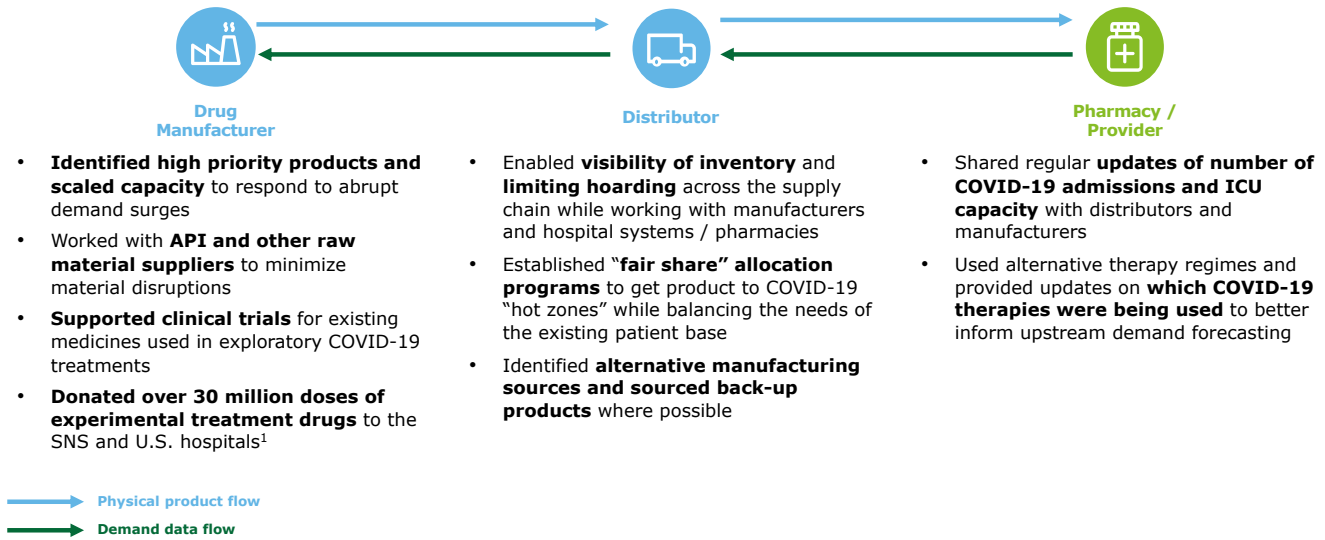 Drug
Manufacturer
• Identified high priority products and
scaled capacity to respond to abrupt
demand surges
• Worked with API and other raw
material suppliers to minimize
material disruptions
• Supported clinical trials for existing
medicines used in exploratory COVID-19
treatments
• Donated over 30 million doses of
experimental treatment drugs to the
SNS and U.S. hospitals1
Distributor
• Enabled visibility of inventory and
limiting hoarding across the supply
chain while working with manufacturers
and hospital systems / pharmacies
• Established “fair share” allocation
programs to get product to COVID-19
“hot zones” while balancing the needs of
the existing patient base
• Identified alternative manufacturing
sources and sourced back-up
products where possible
Pharmacy /
Provider
• Shared regular updates of number of
COVID-19 admissions and ICU
capacity with distributors and
manufacturers
• Used alternative therapy regimes and
provided updates on which COVID-19
therapies were being used to better
inform upstream demand forecasting
Physical product flow
Demand data flow